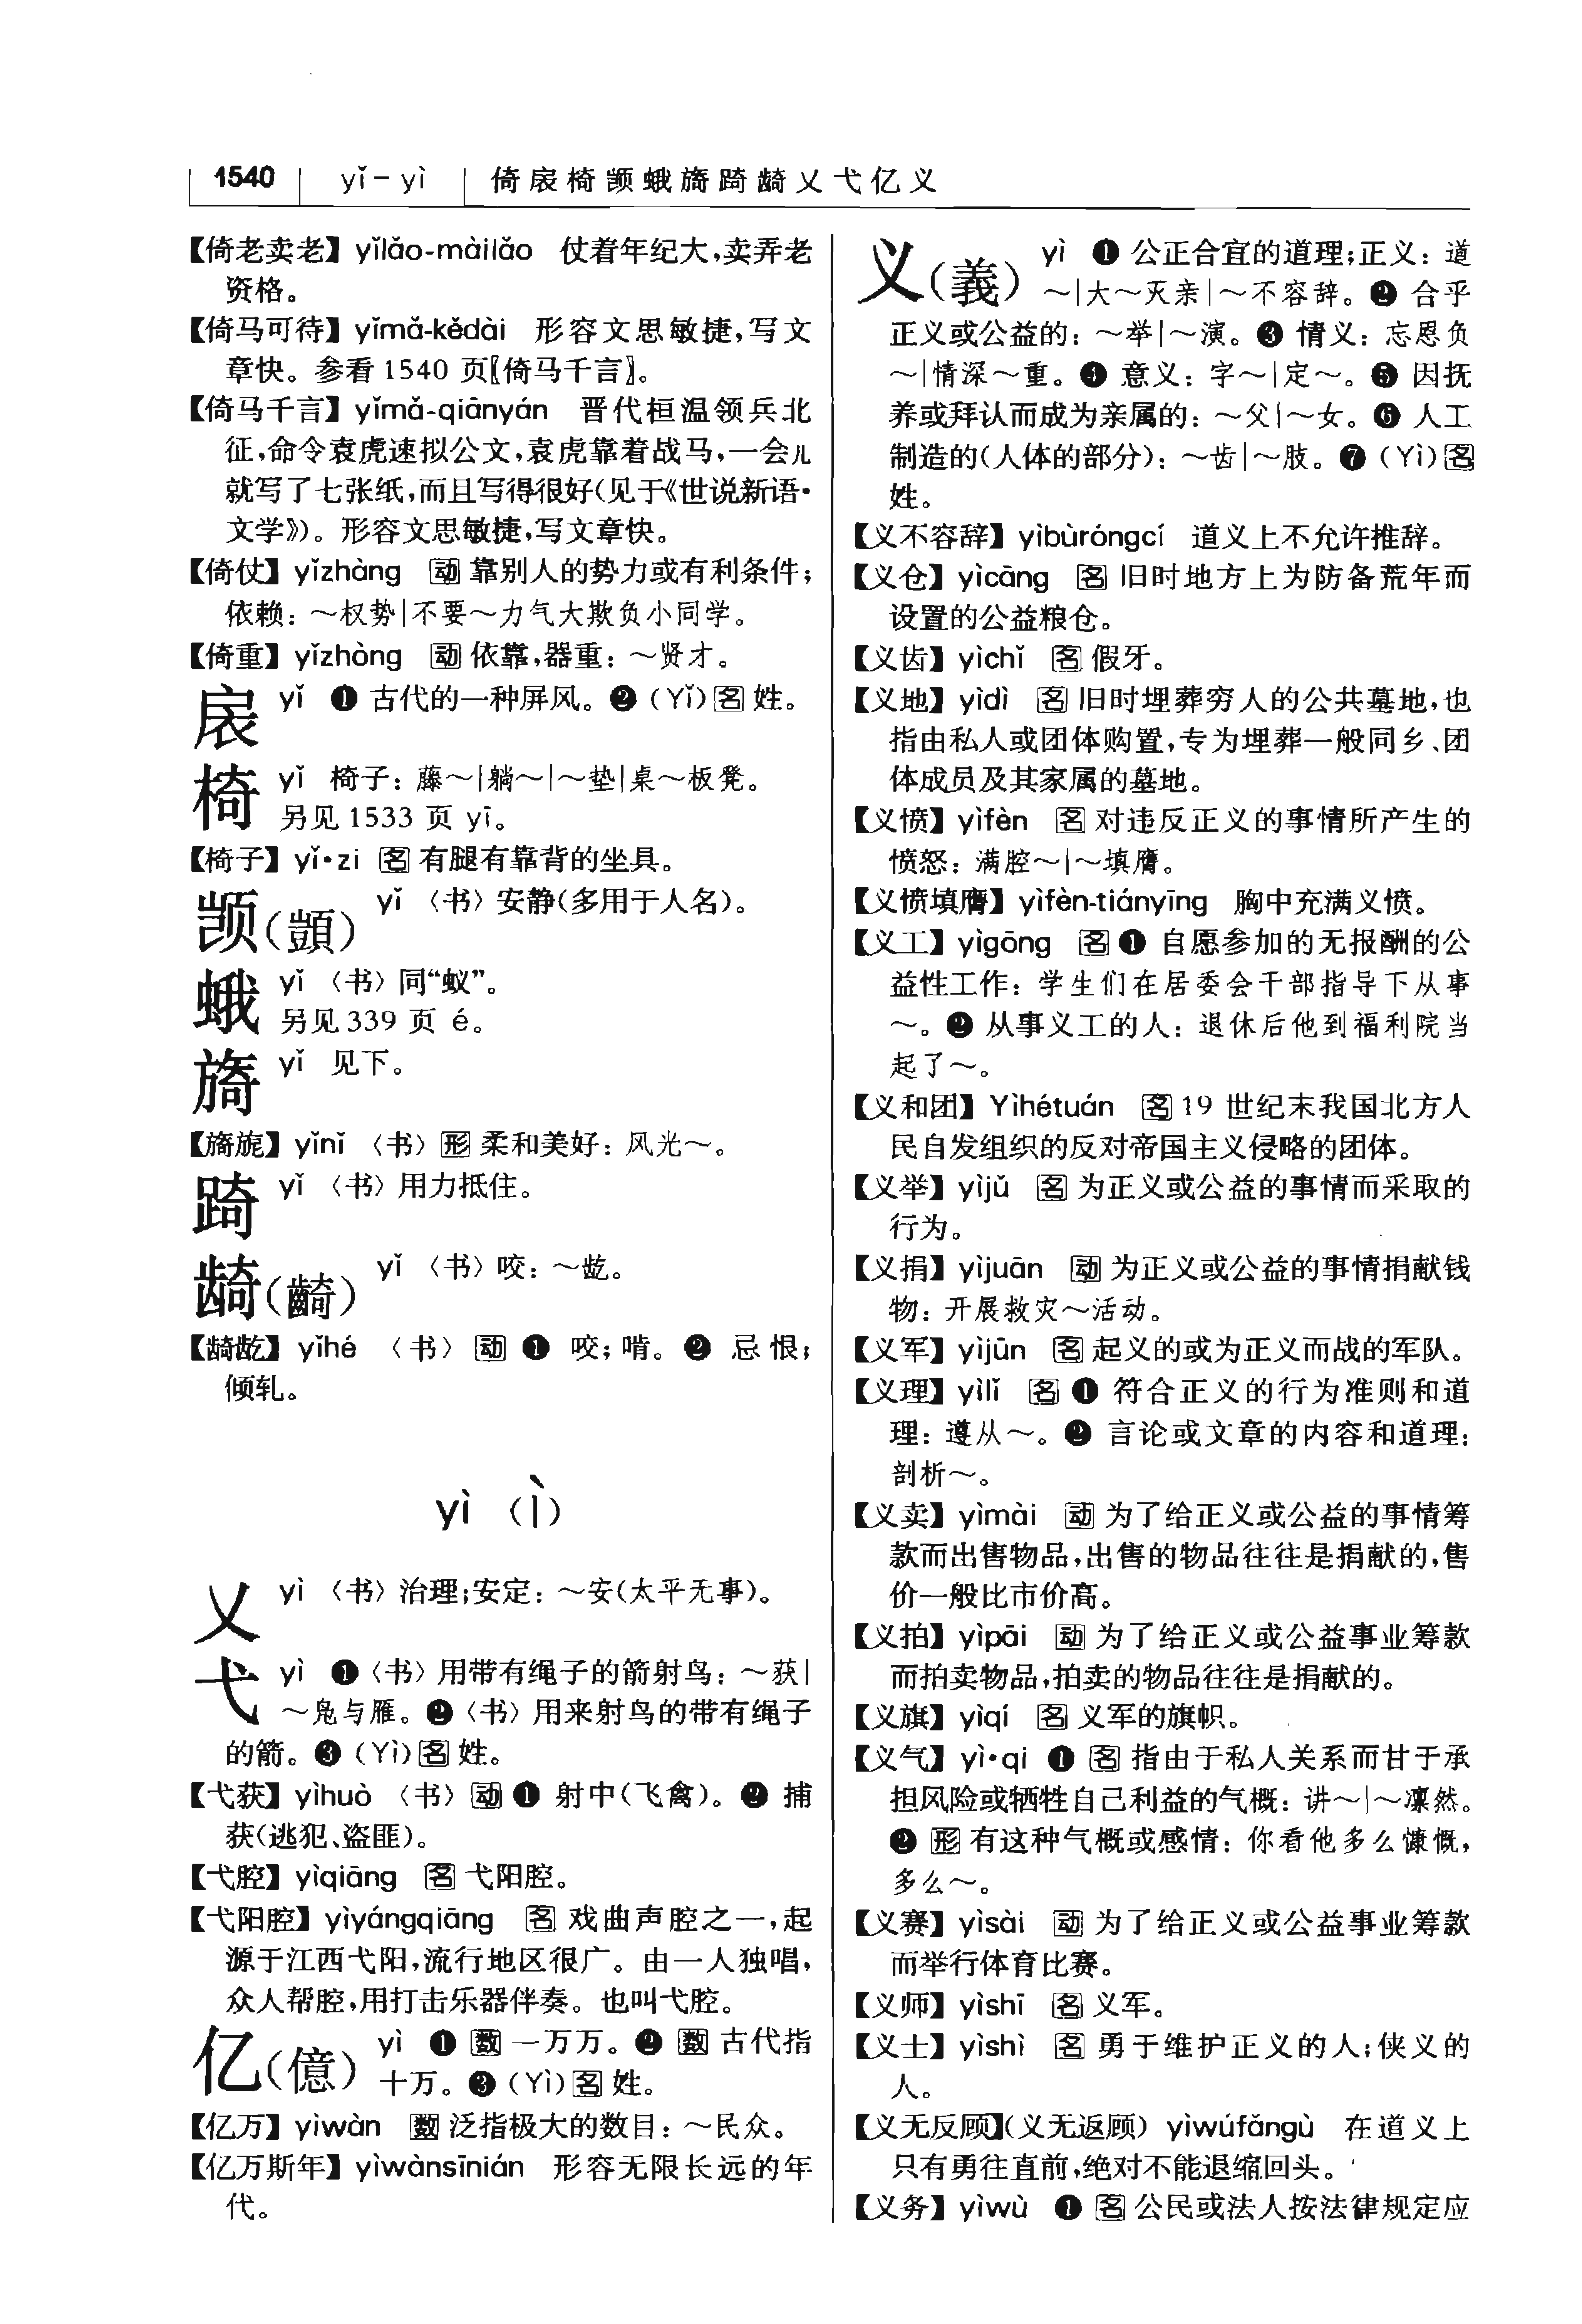 1540 yǐ－yì 倚扆椅颛蛾旖踦齮乂弋亿义
【倚老卖老】yǐlǎo-màilǎo 仗着年纪大,卖弄老
资格。
【倚马可待】yǐmǎ-kědài 形容文思敏捷,写文
章快。参看1540 页〖倚马千言〗。
【倚马千言】yǐmǎ-qiānyán 晋代桓温领兵北
征,命令袁虎速拟公文,袁虎靠着战马,一会儿
就写了七张纸,而且写得很好(见于《世说新语·
文学》)。形容文思敏捷,写文章快。
【倚仗】yǐzhàng 动 靠别人的势力或有利条件;
依赖:～权势|不要～力气大欺负小同学。
【倚重】yǐzhòng 动 依靠,器重:～贤才。
扆 yǐ ❶ 古代的一种屏风。❷ (Yǐ)名 姓。
椅 yǐ 椅子:藤～|躺～|～垫|桌～板凳。
另见1533 页 yī。
【椅子】yǐ·zi 名 有腿有靠背的坐具。
𫖮(顗) yǐ 〈书〉安静(多用于人名)。
蛾 yǐ 〈书〉同“蚁”。
另见339 页 é。
旖 yǐ 见下。
【旖旎】yǐnǐ 〈书〉形 柔和美好:风光～。
踦 yǐ 〈书〉用力抵住。
𬺈(齮) yǐ 〈书〉咬:～龁。
【𬺈龁】yǐhé 〈书〉动 ❶ 咬;啃。❷ 忌恨;
倾轧。
yì (ㄧˋ)
乂 yì 〈书〉治理;安定:～安(太平无事)。
弋 yì ❶〈书〉用带有绳子的箭射鸟:～获|
～凫与雁。❷〈书〉用来射鸟的带有绳子
的箭。❸ (Yì)名 姓。
【弋获】yìhuò 〈书〉动 ❶ 射中(飞禽)。❷ 捕
获(逃犯、盗匪)。
【弋腔】yìqiāng 名 弋阳腔。
【弋阳腔】yìyángqiāng 名 戏曲声腔之一,起
源于江西弋阳,流行地区很广。由一人独唱,
众人帮腔,用打击乐器伴奏。也叫弋腔。
亿(億) yì ❶ 数 一万万。❷ 数 古代指
十万。❸ (Yì)名 姓。
【亿万】yìwàn 数 泛指极大的数目:～民众。
【亿万斯年】yìwànsīnián 形容无限长远的年
代。
义(義) yì ❶ 公正合宜的道理;正义:道
～|大～灭亲|～不容辞。❷ 合乎
正义或公益的:～举|～演。❸ 情义:忘恩负
～|情深～重。❹ 意义:字～|定～。❺ 因抚
养或拜认而成为亲属的:～父|～女。❻ 人工
制造的(人体的部分):～齿|～肢。❼ (Yì)名
姓。
【义不容辞】yìbùróngcí 道义上不允许推辞。
【义仓】yìcāng 名 旧时地方上为防备荒年而
设置的公益粮仓。
【义齿】yìchǐ 名 假牙。
【义地】yìdì 名 旧时埋葬穷人的公共墓地,也
指由私人或团体购置,专为埋葬一般同乡、团
体成员及其家属的墓地。
【义愤】yìfèn 名 对违反正义的事情所产生的
愤怒:满腔～|～填膺。
【义愤填膺】yìfèn-tiányīng 胸中充满义愤。
【义工】yìgōng 名 ❶ 自愿参加的无报酬的公
益性工作:学生们在居委会干部指导下从事
～。❷ 从事义工的人:退休后他到福利院当
起了～。
【义和团】Yìhétuán 名 19 世纪末我国北方人
民自发组织的反对帝国主义侵略的团体。
【义举】yìjǔ 名 为正义或公益的事情而采取的
行为。
【义捐】yìjuān 动 为正义或公益的事情捐献钱
物:开展救灾～活动。
【义军】yìjūn 名 起义的或为正义而战的军队。
【义理】yìlǐ 名 ❶ 符合正义的行为准则和道
理:遵从～。❷ 言论或文章的内容和道理:
剖析～。
【义卖】yìmài 动 为了给正义或公益的事情筹
款而出售物品,出售的物品往往是捐献的,售
价一般比市价高。
【义拍】yìpāi 动 为了给正义或公益事业筹款
而拍卖物品,拍卖的物品往往是捐献的。
【义旗】yìqí 名 义军的旗帜。
【义气】yì·qi ❶ 名 指由于私人关系而甘于承
担风险或牺牲自己利益的气概:讲～|～凛然。
❷ 形 有这种气概或感情:你看他多么慷慨,
多么～。
【义赛】yìsài 动 为了给正义或公益事业筹款
而举行体育比赛。
【义师】yìshī 名 义军。
【义士】yìshì 名 勇于维护正义的人;侠义的
人。
【义无反顾】(义无返顾) yìwúfǎngù 在道义上
只有勇往直前,绝对不能退缩回头。
【义务】yìwù ❶ 名 公民或法人按法律规定应